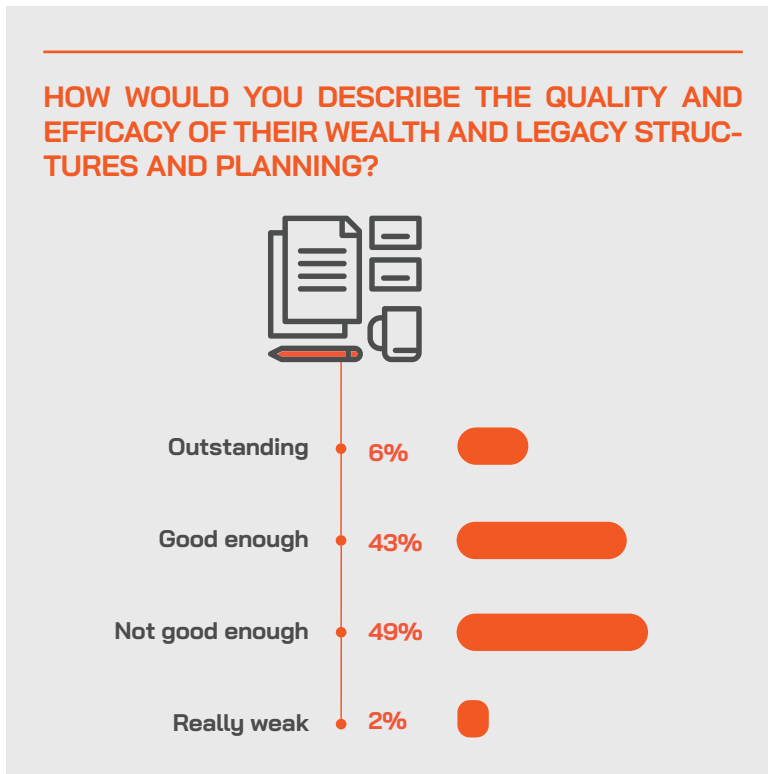 HOW WOULD YOU DESCRIBE THE QUALITY AND
EFFICACY OF THEIR WEALTH AND LEGACY STRUC-
TURES AND PLANNING?
Outstanding 6%
Good enough 43%
Not good enough 49%
Really weak 2%